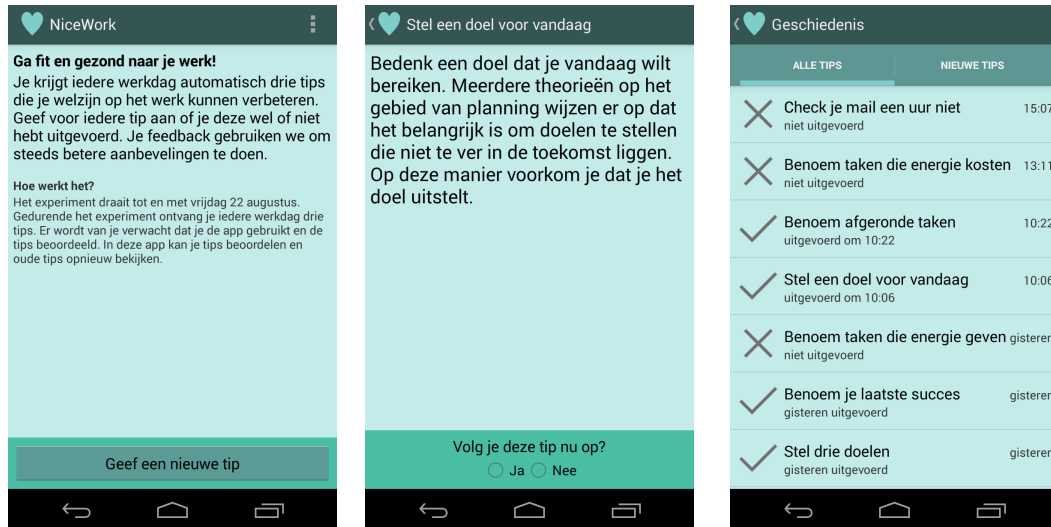 NiceWork
Ga fit en gezond naar je werk!
Je krijgt iedere werkdag automatisch drie tips
die je welzijn op het werk kunnen verbeteren.
Geef voor iedere tip aan of je deze wel of niet
hebt uitgevoerd. Je feedback gebruiken we om
steeds betere aanbevelingen te doen.
Hoe werkt het?
Het experiment draait tot en met vrijdag 22 augustus.
Gedurende het experiment ontvang je iedere werkdag drie
tips. Er wordt van je verwacht dat je de app gebruikt en de
tips beoordeeld. In deze app kan je tips beoordelen en
oude tips opnieuw bekijken.
Geef een nieuwe tip
Stel een doel voor vandaag
Bedenk een doel dat je vandaag wilt
bereiken. Meerdere theorieën op het
gebied van planning wijzen er op dat
het belangrijk is om doelen te stellen
die niet te ver in de toekomst liggen.
Op deze manier voorkom je dat je het
doel uitstelt.
Volg je deze tip nu op?
Ja Nee
Geschiedenis
ALLE TIPS NIEUWE TIPS
Check je mail een uur niet 15:07
niet uitgevoerd
Benoem taken die energie kosten 13:11
niet uitgevoerd
Benoem afgeronde taken 10:22
uitgevoerd om 10:22
Stel een doel voor vandaag 10:06
uitgevoerd om 10:06
Benoem taken die energie geven gisteren
niet uitgevoerd
Benoem je laatste succes gisteren
gisteren uitgevoerd
Stel drie doelen gisteren
gisteren uitgevoerd